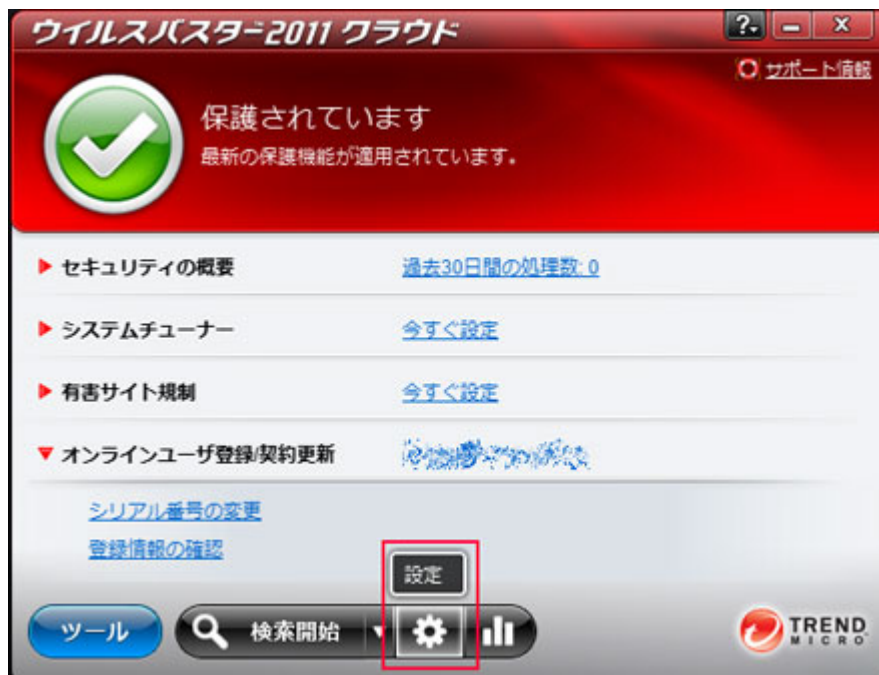 ウイルスバスター2011 クラウド
?
サポート情報
保護されています
最新の保護機能が適用されています。
セキュリティの概要 過去30日間の処理数: 0
システムチューナー 今すぐ設定
有害サイト規制 今すぐ設定
オンラインユーザ登録/契約更新
シリアル番号の変更
登録情報の確認
設定
ツール 検索開始
TREND
MICRO